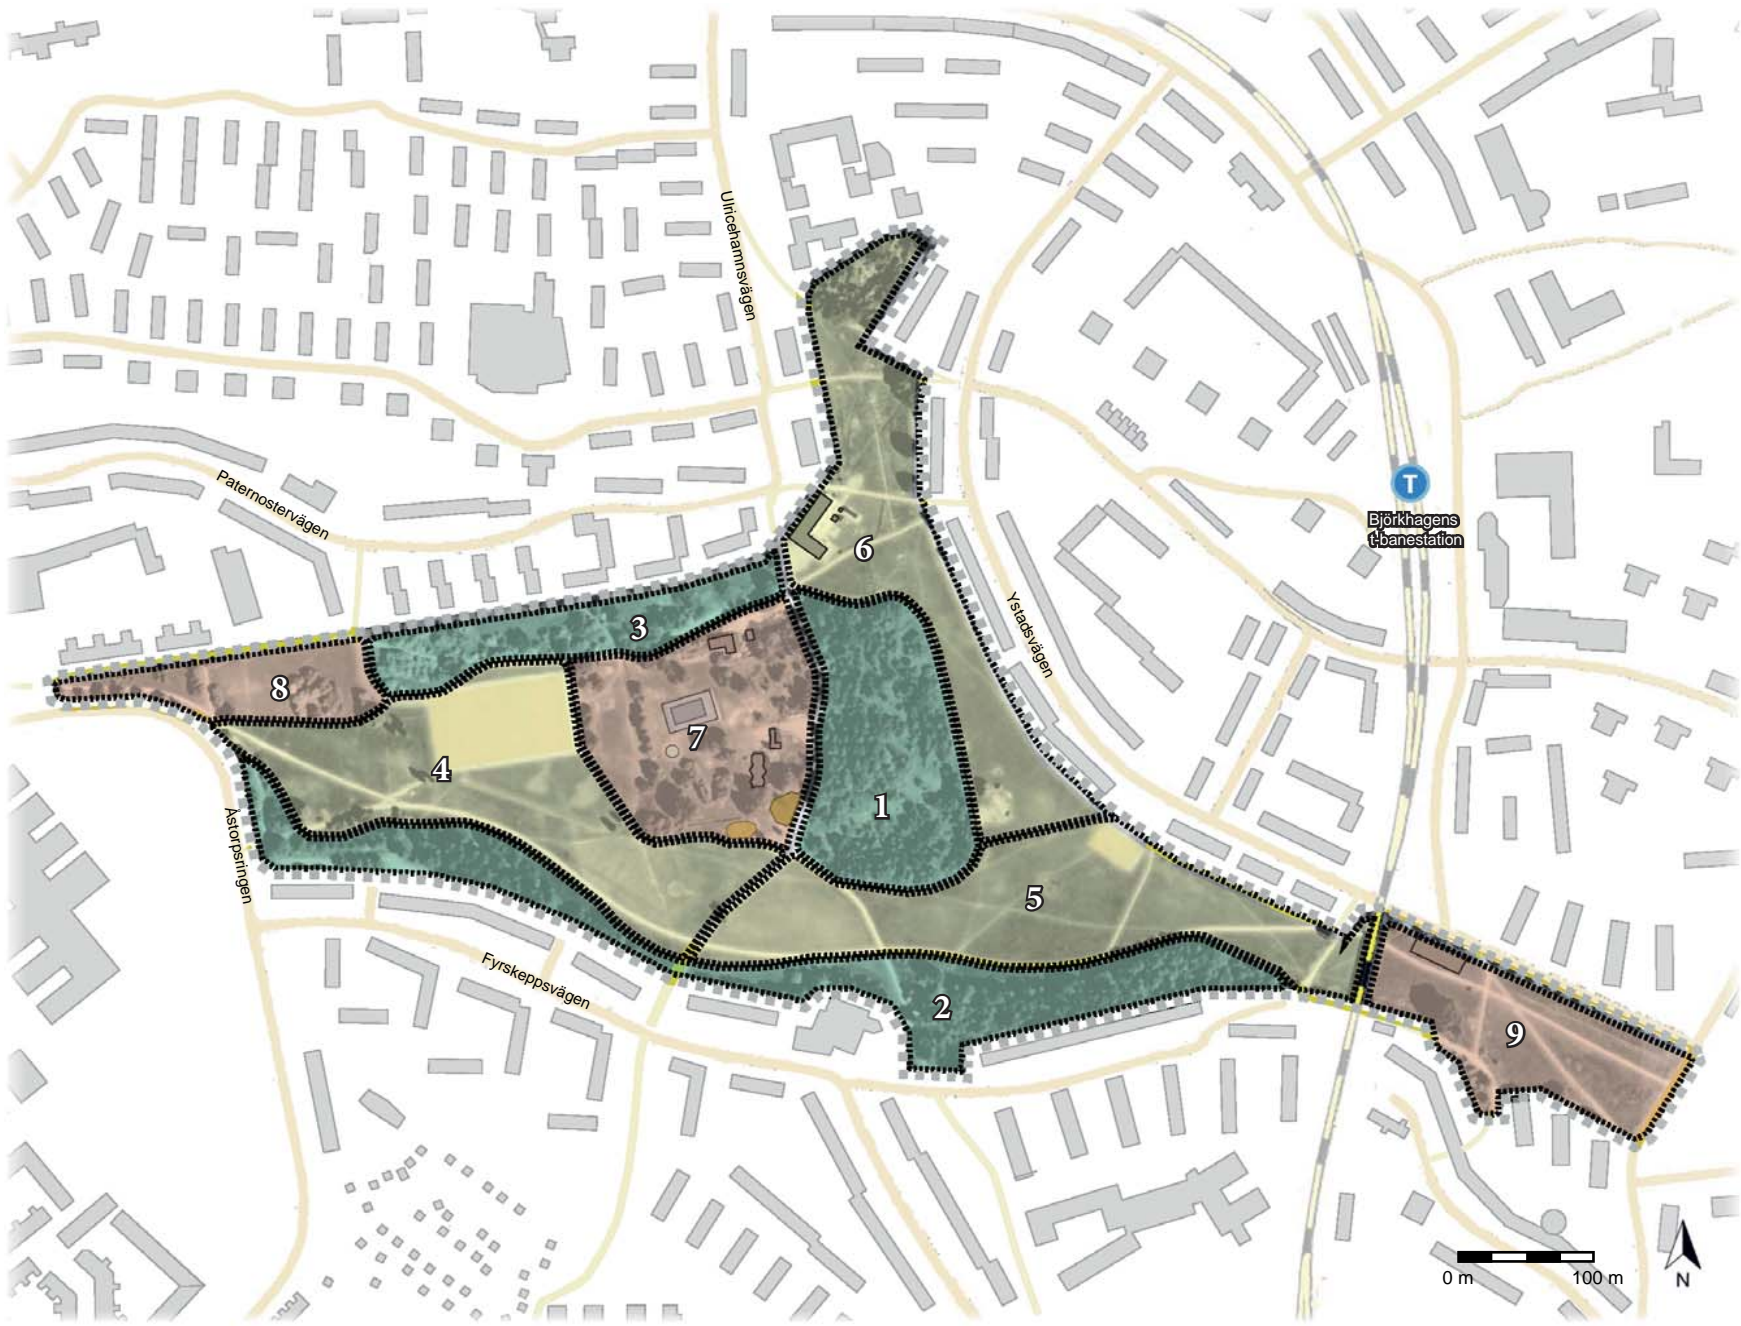 Ulricehamnsvägen
T
Björkhagens
t-banestation
Paternostervägen
6
Ystadsvägen
3
8
7
4
1
Åstorpsringen
5
Fyrskeppsvägen
2
9
0 m
100 m
N